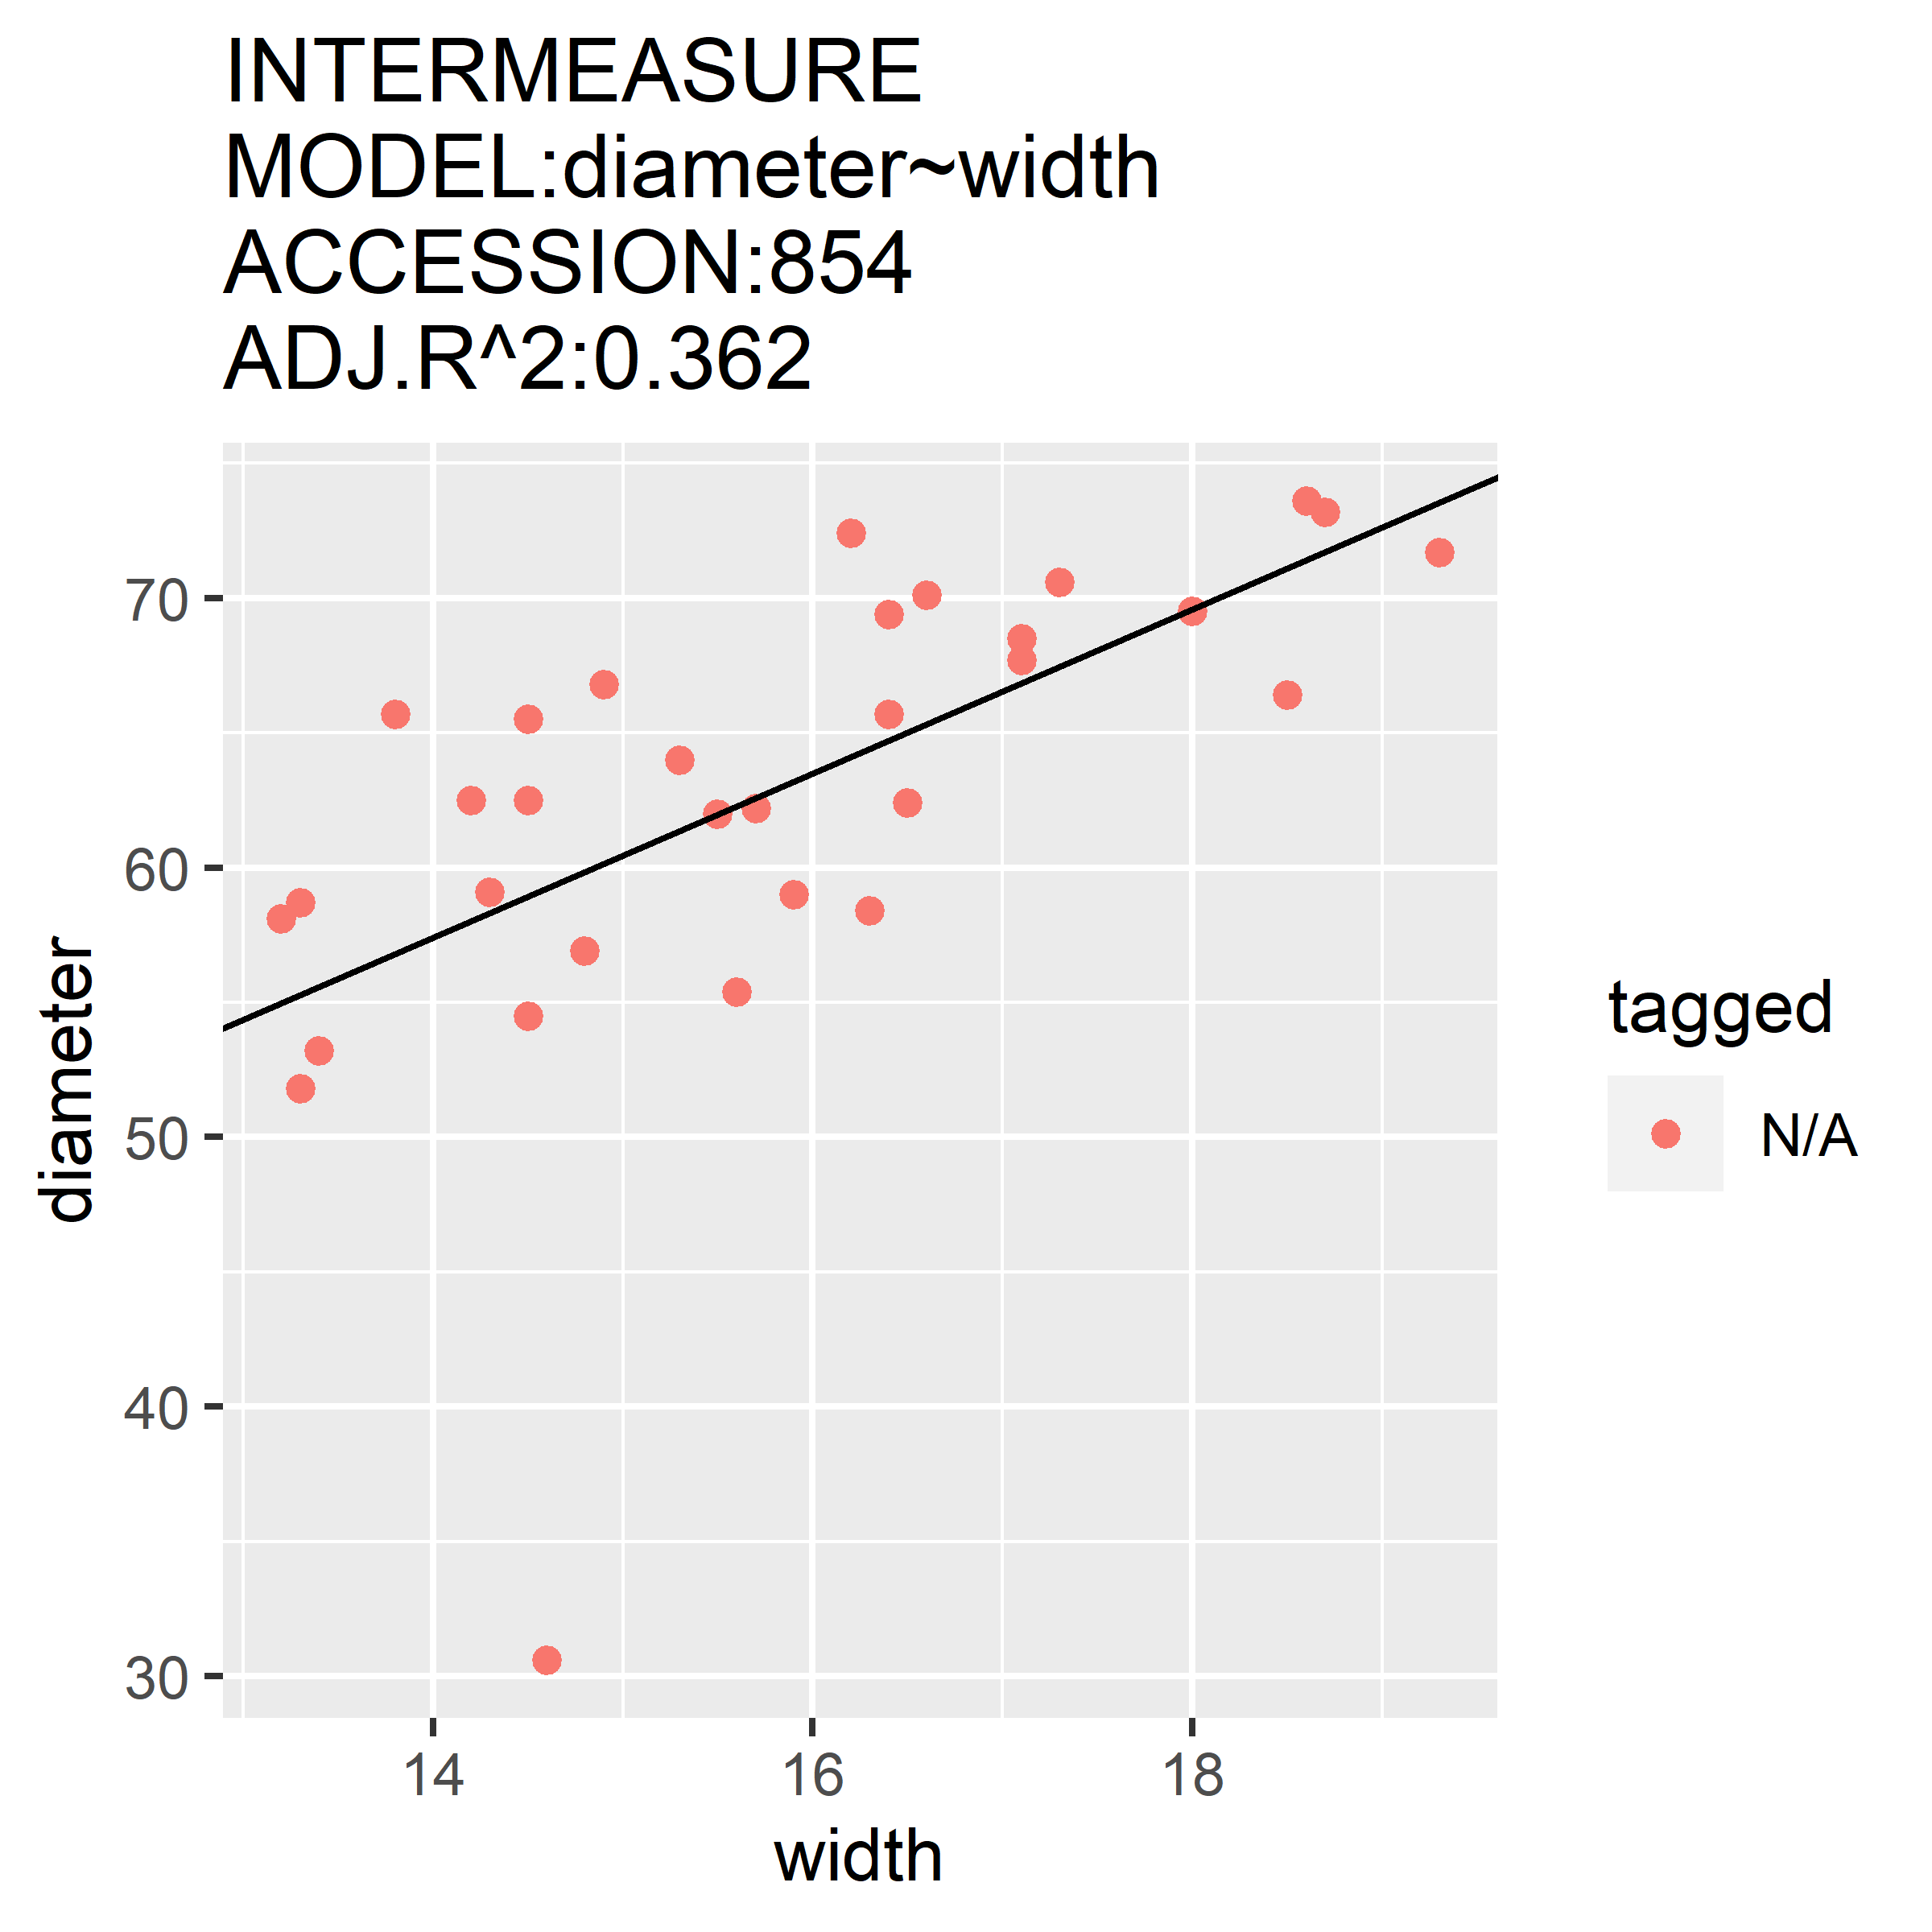 INTERMEASURE
MODEL:diameter~width
ACCESSION:854
ADJ.R^2:0.362
70
60
50
40
30
diameter
14
16
18
width
tagged
N/A